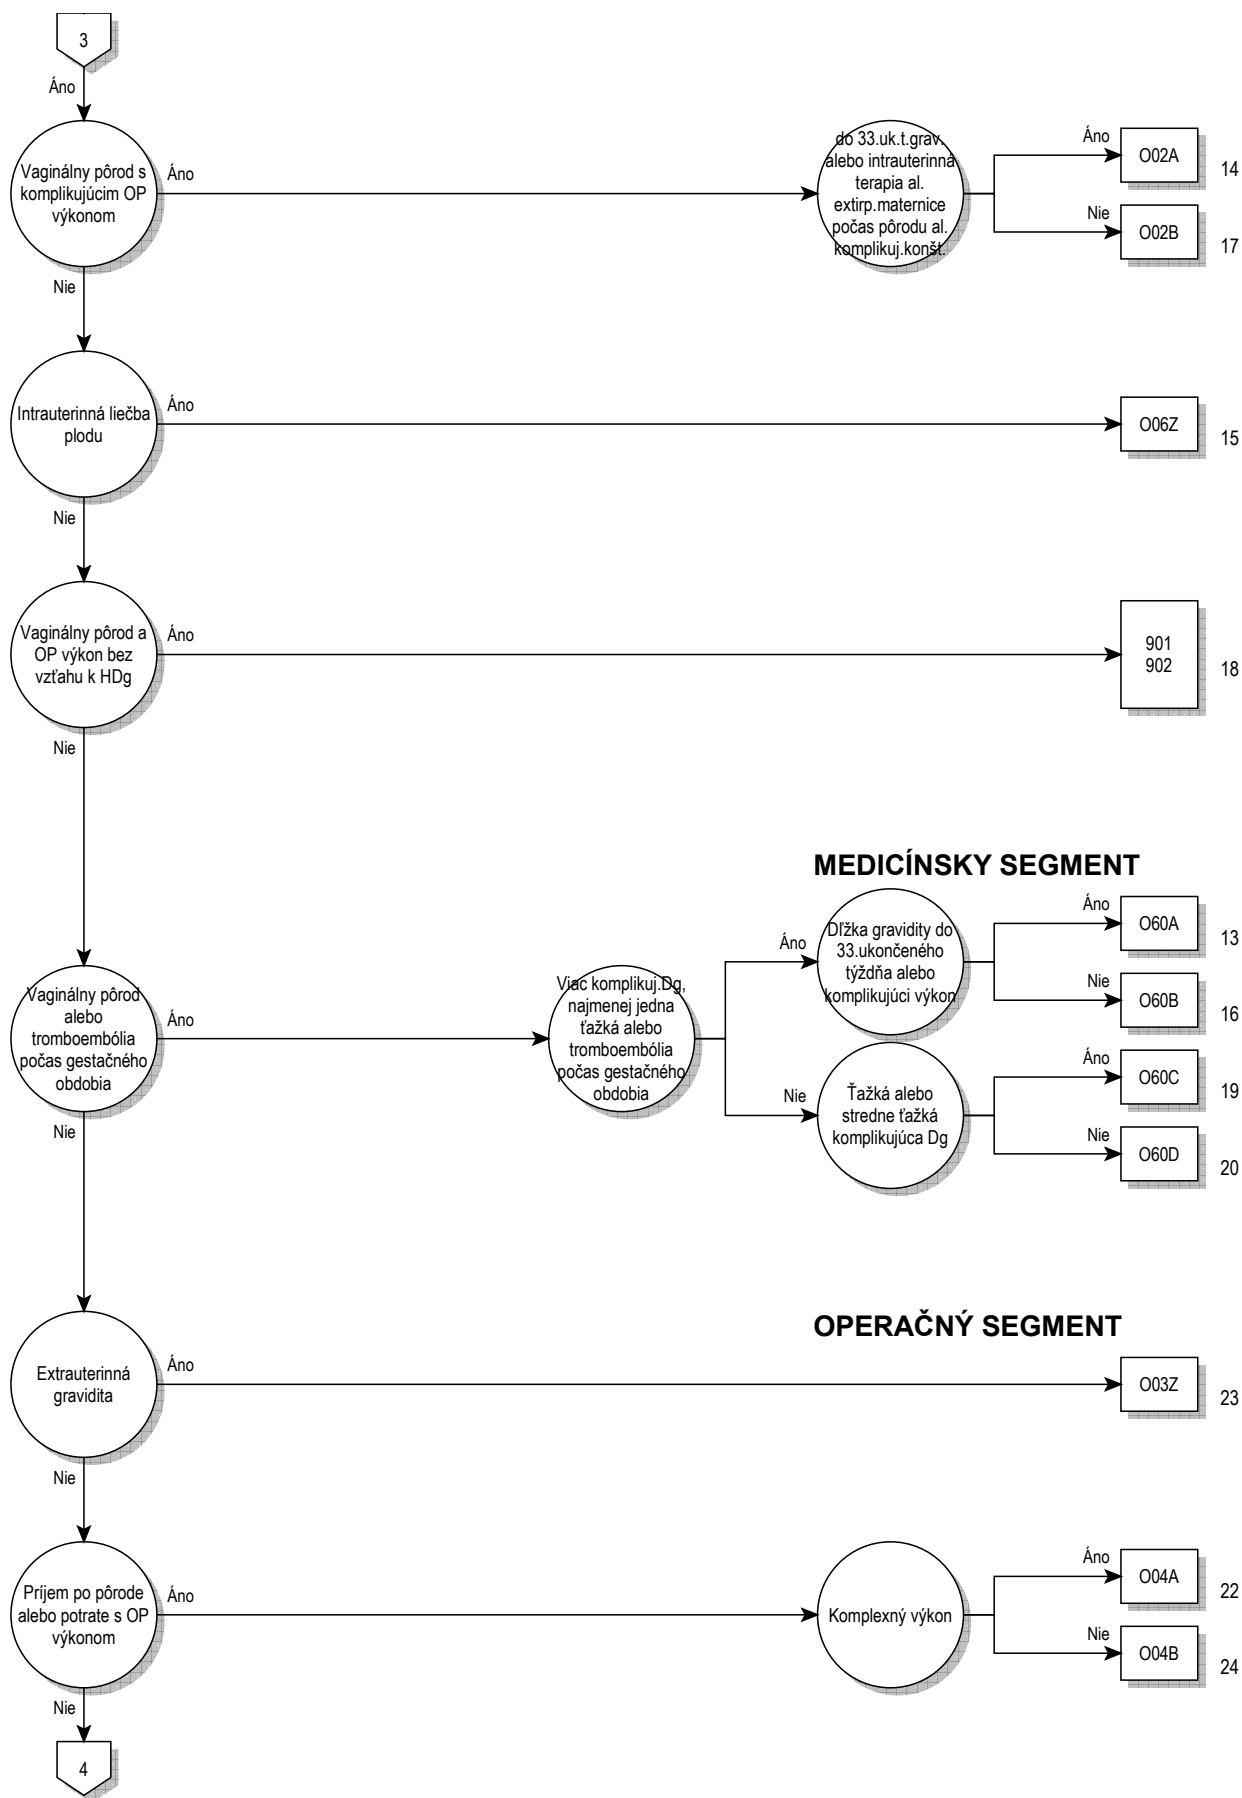 3
Áno
Vaginálny pôrod s
komplikujúcim OP
výkonom
Áno
do 33.uk.t.grav.
alebo intrauterinná
terapia al.
extirp.maternice
počas pôrodu al.
komplikuj.konšt.
Áno
O02A
14
Nie
O02B
17
Nie
Intrauterinná liečba
plodu
Áno
O06Z
15
Nie
Vaginálny pôrod a
OP výkon bez
vzťahu k HDg
Áno
901
902
18
Nie
MEDICÍNSKY SEGMENT
Vaginálny pôrod
alebo
tromboembólia
počas gestačného
obdobia
Áno
Viac komplikuj.Dg,
najmenej jedna
ťažká alebo
tromboembólia
počas gestačného
obdobia
Áno
Dĺžka gravidity do
33.ukončeného
týždňa alebo
komplikujúci výkon
Áno
O60A
13
Nie
O60B
16
Nie
Ťažká alebo
stredne ťažká
komplikujúca Dg
Áno
O60C
19
Nie
O60D
20
Nie
OPERAČNÝ SEGMENT
Extrauterinná
gravidita
Áno
O03Z
23
Nie
Príjem po pôrode
alebo potrate s OP
výkonom
Áno
Komplexný výkon
Áno
O04A
22
Nie
O04B
24
Nie
4